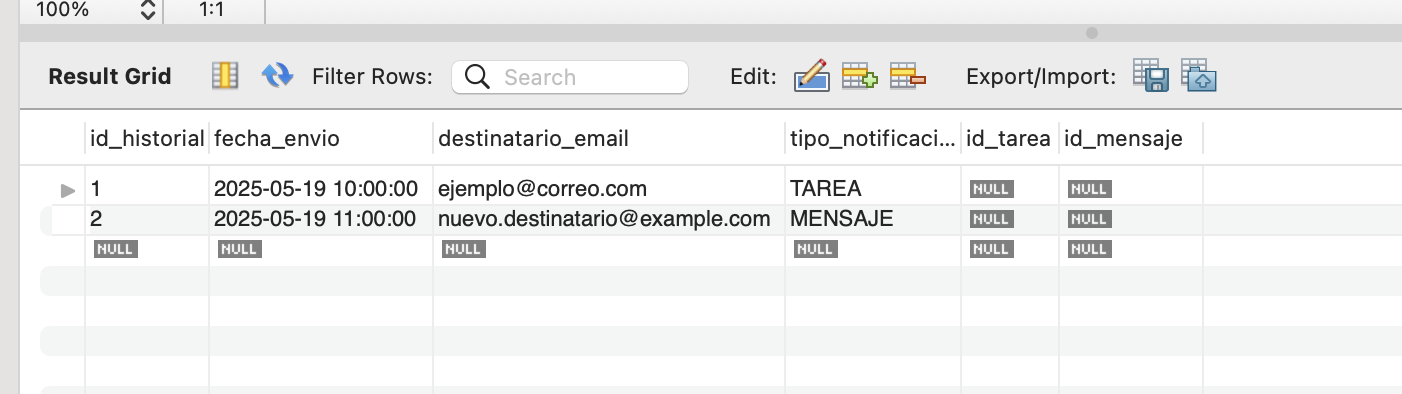 100% 1:1
Result Grid Filter Rows: Search Edit: Export/Import:
id_historial fecha_envio destinatario_email tipo_notificaci... id_tarea id_mensaje
1 2025-05-19 10:00:00 ejemplo@correo.com TAREA NULL NULL
2 2025-05-19 11:00:00 nuevo.destinatario@example.com MENSAJE NULL NULL
NULL NULL NULL NULL NULL NULL